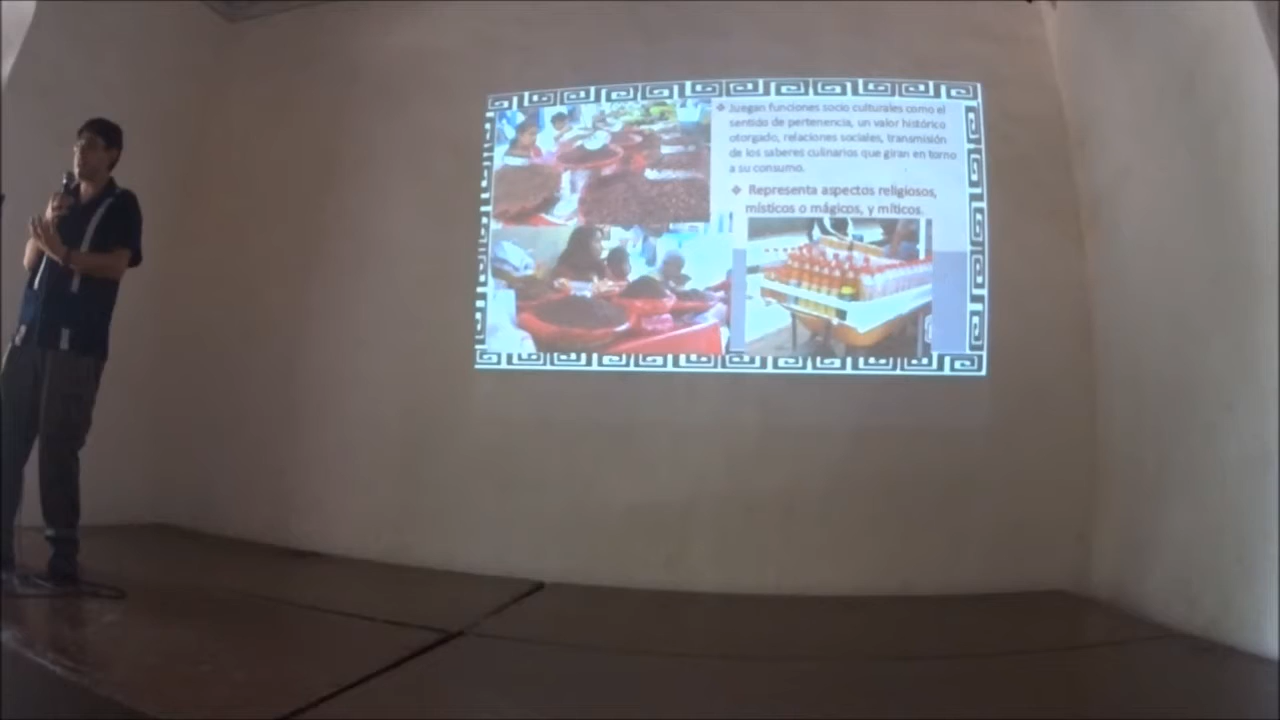 ❖ Juegan funciones socio culturales como el
sentido de pertenencia, un valor histórico
otorgado, relaciones sociales, transmisión
de los saberes culinarios que giran en torno
a su consumo.
❖ Representa aspectos religiosos,
místicos o mágicos, y míticos.